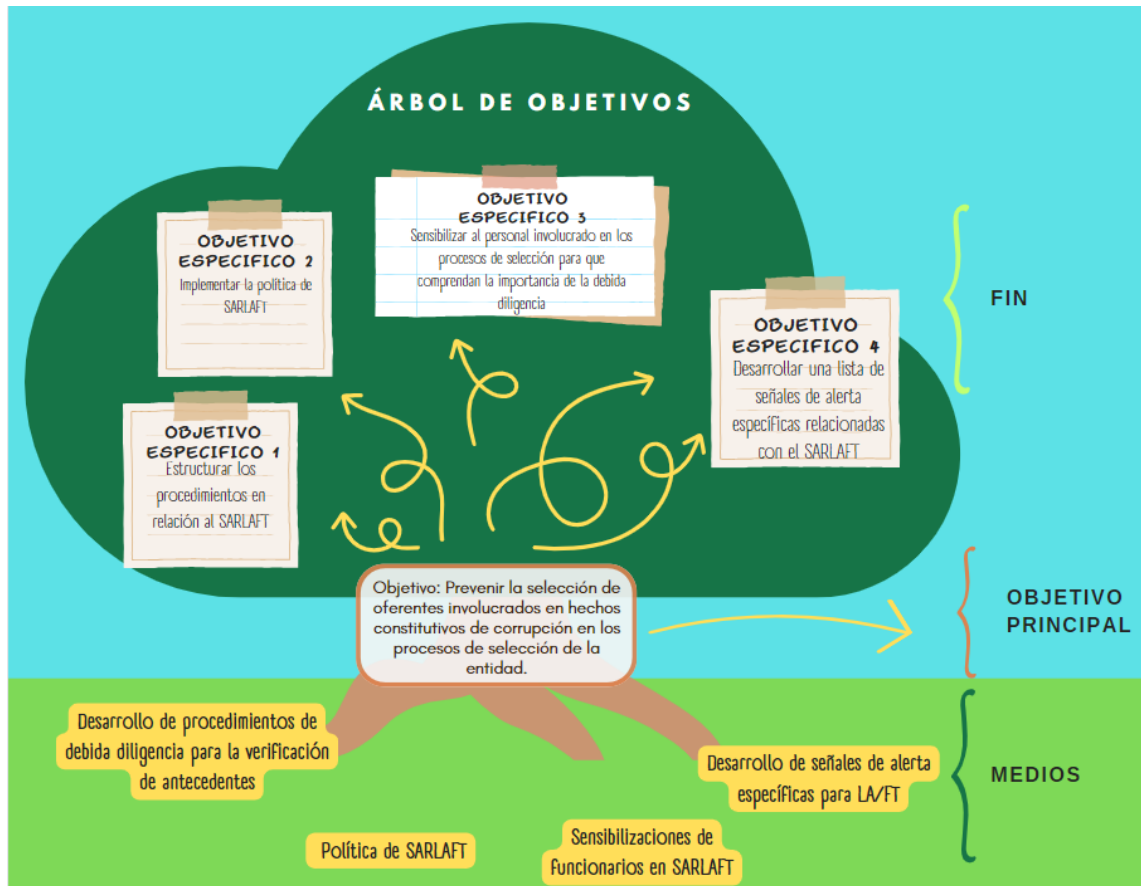 ÁRBOL DE OBJETIVOS
OBJETIVO
ESPECIFICO 3
Sensibilizar al personal involucrado en los
procesos de selección para que
comprendan la importancia de la debida
diligencia
OBJETIVO
ESPECIFICO 2
Implementar la política de
SARLAFT
OBJETIVO
ESPECIFICO 4
Desarrollar una lista de
señales de alerta
específicas relacionadas
con el SARLAFT
FIN
OBJETIVO
ESPECIFICO 1
Estructurar los
procedimientos en
relación al SARLAFT
Objetivo: Prevenir la selección de
oferentes involucrados en hechos
constitutivos de corrupción en los
procesos de selección de la
entidad.
OBJETIVO
PRINCIPAL
Desarrollo de procedimientos de
debida diligencia para la verificación
de antecedentes
Desarrollo de señales de alerta
específicas para LA/FT
MEDIOS
Política de SARLAFT
Sensibilizaciones de
funcionarios en SARLAFT